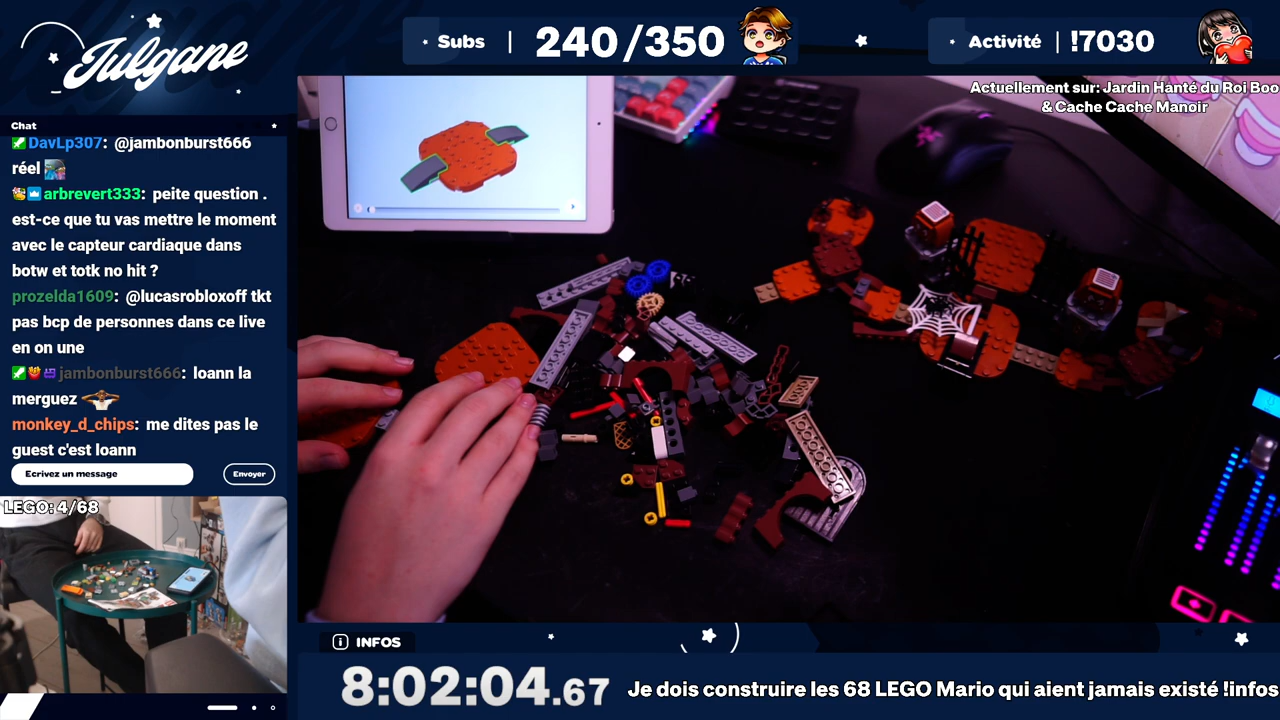 Julgane
Subs | 240/350
Activité | !7030
Actuellement sur: Jardin Hanté du Roi Boo
& Cache Cache Manoir
Chat
DavLp307: @jambonburst666
réel
arbrevert333: peite question .
est-ce que tu vas mettre le moment
avec le capteur cardiaque dans
botw et totk no hit ?
prozelda1609: @lucasrobloxoff tkt
pas bcp de personnes dans ce live
en on une
jambonburst666: loann la
merguez
monkey_d_chips: me dites pas le
guest c'est loann
Ecrivez un message
Envoyer
LEGO: 4/68
INFOS
8:02:04.67
Je dois construire les 68 LEGO Mario qui aient jamais existé !infos